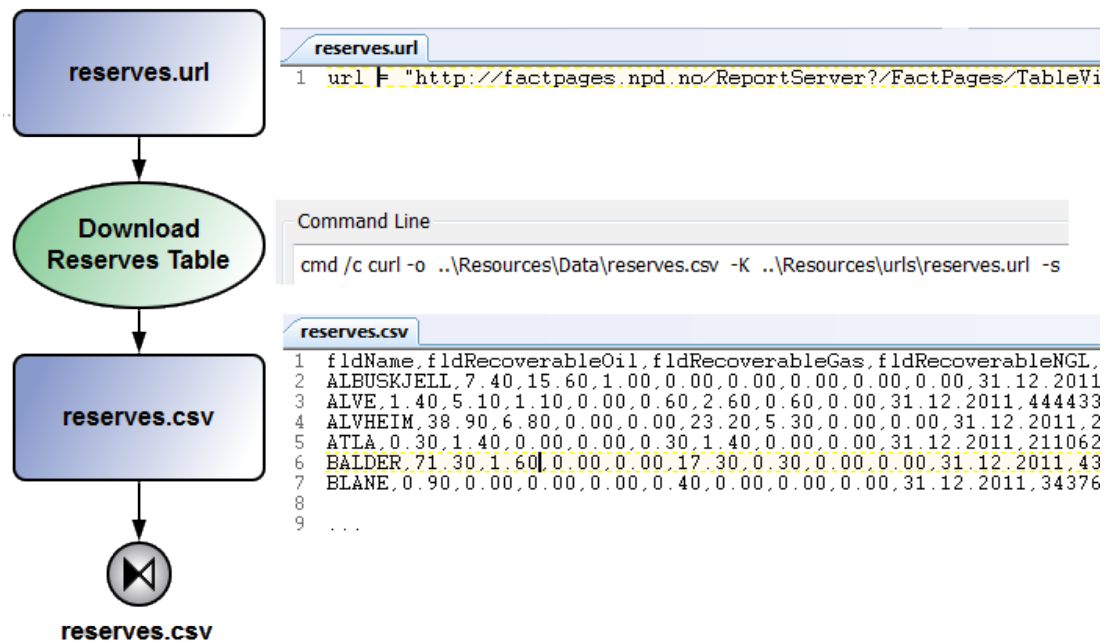 reserves.url
Download
Reserves Table
reserves.csv
reserves.csv
reserves.url
1 url = "http://factpages.npd.no/ReportServer?/FactPages/TableVi
Command Line
cmd /c curl -o ..\Resources\Data\reserves.csv -K ..\Resources\urls\reserves.url -s
reserves.csv
1 fldName,fldRecoverableOil,fldRecoverableGas,fldRecoverableNGL,
2 ALBUSKJELL,7.40,15.60,1.00,0.00,0.00,0.00,0.00,0.00,31.12.2011
3 ALVE,1.40,5.10,1.10,0.00,0.60,2.60,0.60,0.00,31.12.2011,444433
4 ALVHEIM,38.90,6.80,0.00,0.00,23.20,5.30,0.00,0.00,31.12.2011,2
5 ATLA,0.30,1.40,0.00,0.00,0.30,1.40,0.00,0.00,31.12.2011,211062
6 BALDER,71.30,1.60,0.00,0.00,17.30,0.30,0.00,0.00,31.12.2011,43
7 BLANE,0.90,0.00,0.00,0.00,0.40,0.00,0.00,0.00,31.12.2011,34376
8
9 ...